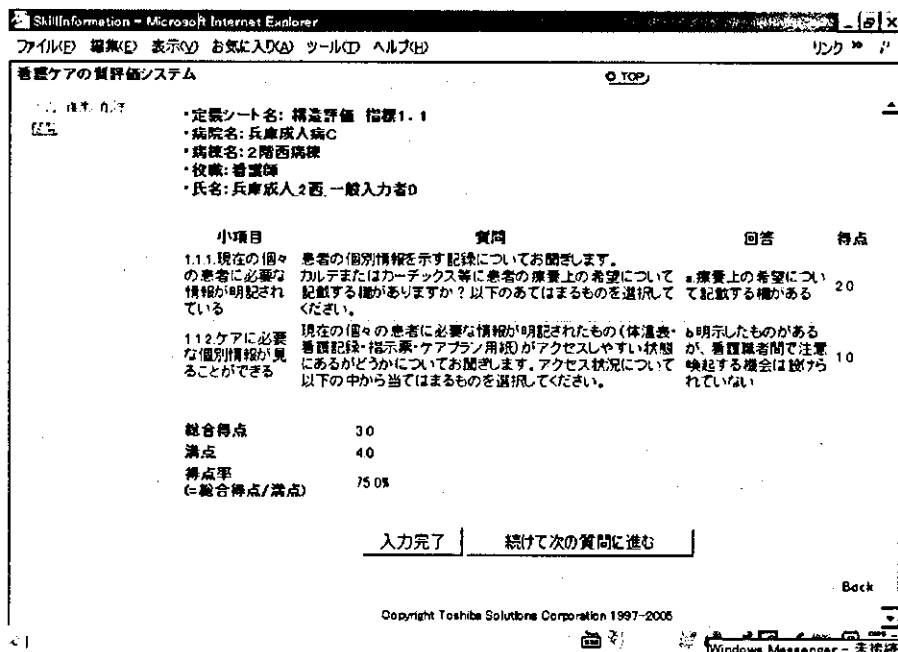 SkillInformation - Microsoft Internet Explorer
ファイル(F) 編集(E) 表示(V) お気に入り(A) ツール(T) ヘルプ(H) リンク »
看護ケアの質評価システム TOP
・定義シート名: 構造評価 指標1.1
・病院名: 兵庫成人病C
・病棟名: 2階西病棟
・役職: 看護師
・氏名: 兵庫成人_2西_一般入力者D
小項目 質問 回答 得点
1.1.1.現在の個々 患者の個別情報を示す記録についてお聞きします。
の患者に必要な カルテまたはカーデックス等に患者の療養上の希望について a.療養上の希望につい
情報が明記され 記載する欄がありますか？以下のあてはまるものを選択して て記載する欄がある 2.0
ている ください。
1.1.2.ケアに必要 現在の個々の患者に必要な情報が明記されたもの(体温表・ b.明示したものがある
な個別情報が見 看護記録・指示票・ケアプラン用紙)がアクセスしやすい状態 が、看護職者間で注意
ることができる にあるかどうかについてお聞きします。アクセス状況について 喚起する機会は設けら 1.0
以下の中から当てはまるものを選択してください。 れていない
総合得点 3.0
満点 4.0
得点率
(=総合得点/満点) 75.0%
入力完了 続けて次の質問に進む
Back
Copyright Toshiba Solutions Corporation 1997-2005
Windows Messenger - 未接続